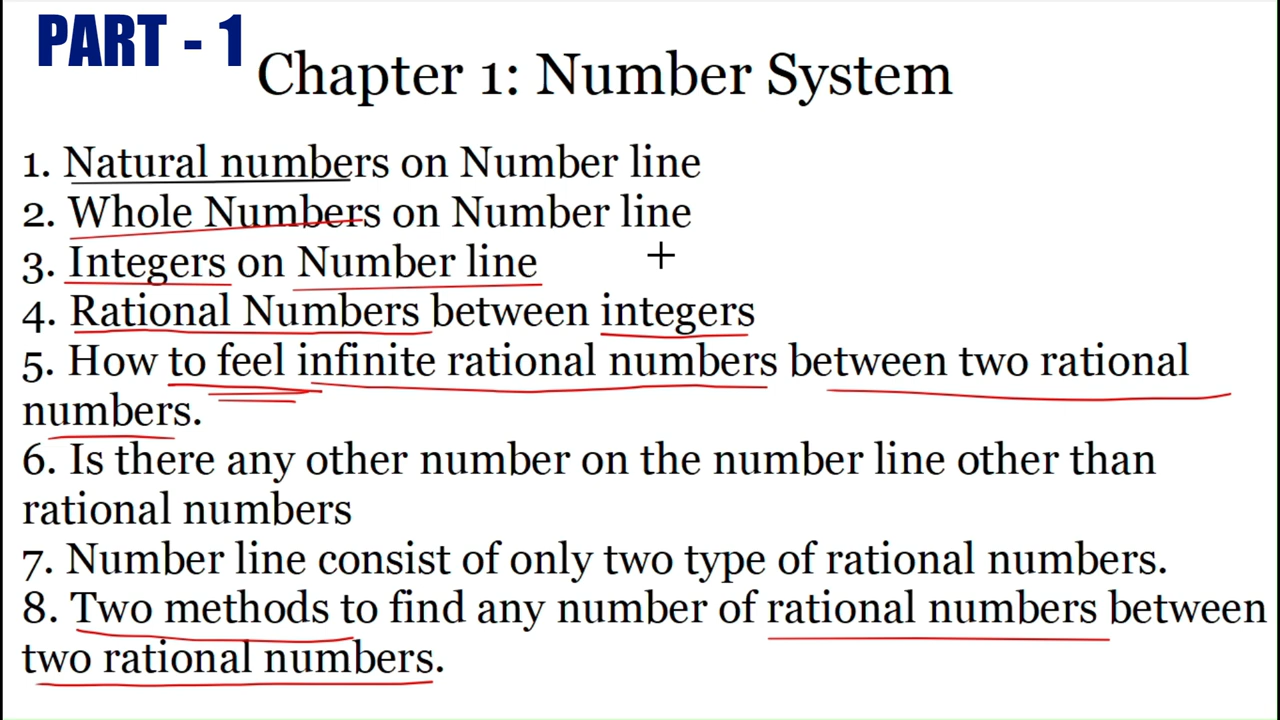 PART - 1
Chapter 1: Number System
1. Natural numbers on Number line
2. Whole Numbers on Number line
3. Integers on Number line
4. Rational Numbers between integers
5. How to feel infinite rational numbers between two rational
numbers.
6. Is there any other number on the number line other than
rational numbers
7. Number line consist of only two type of rational numbers.
8. Two methods to find any number of rational numbers between
two rational numbers.